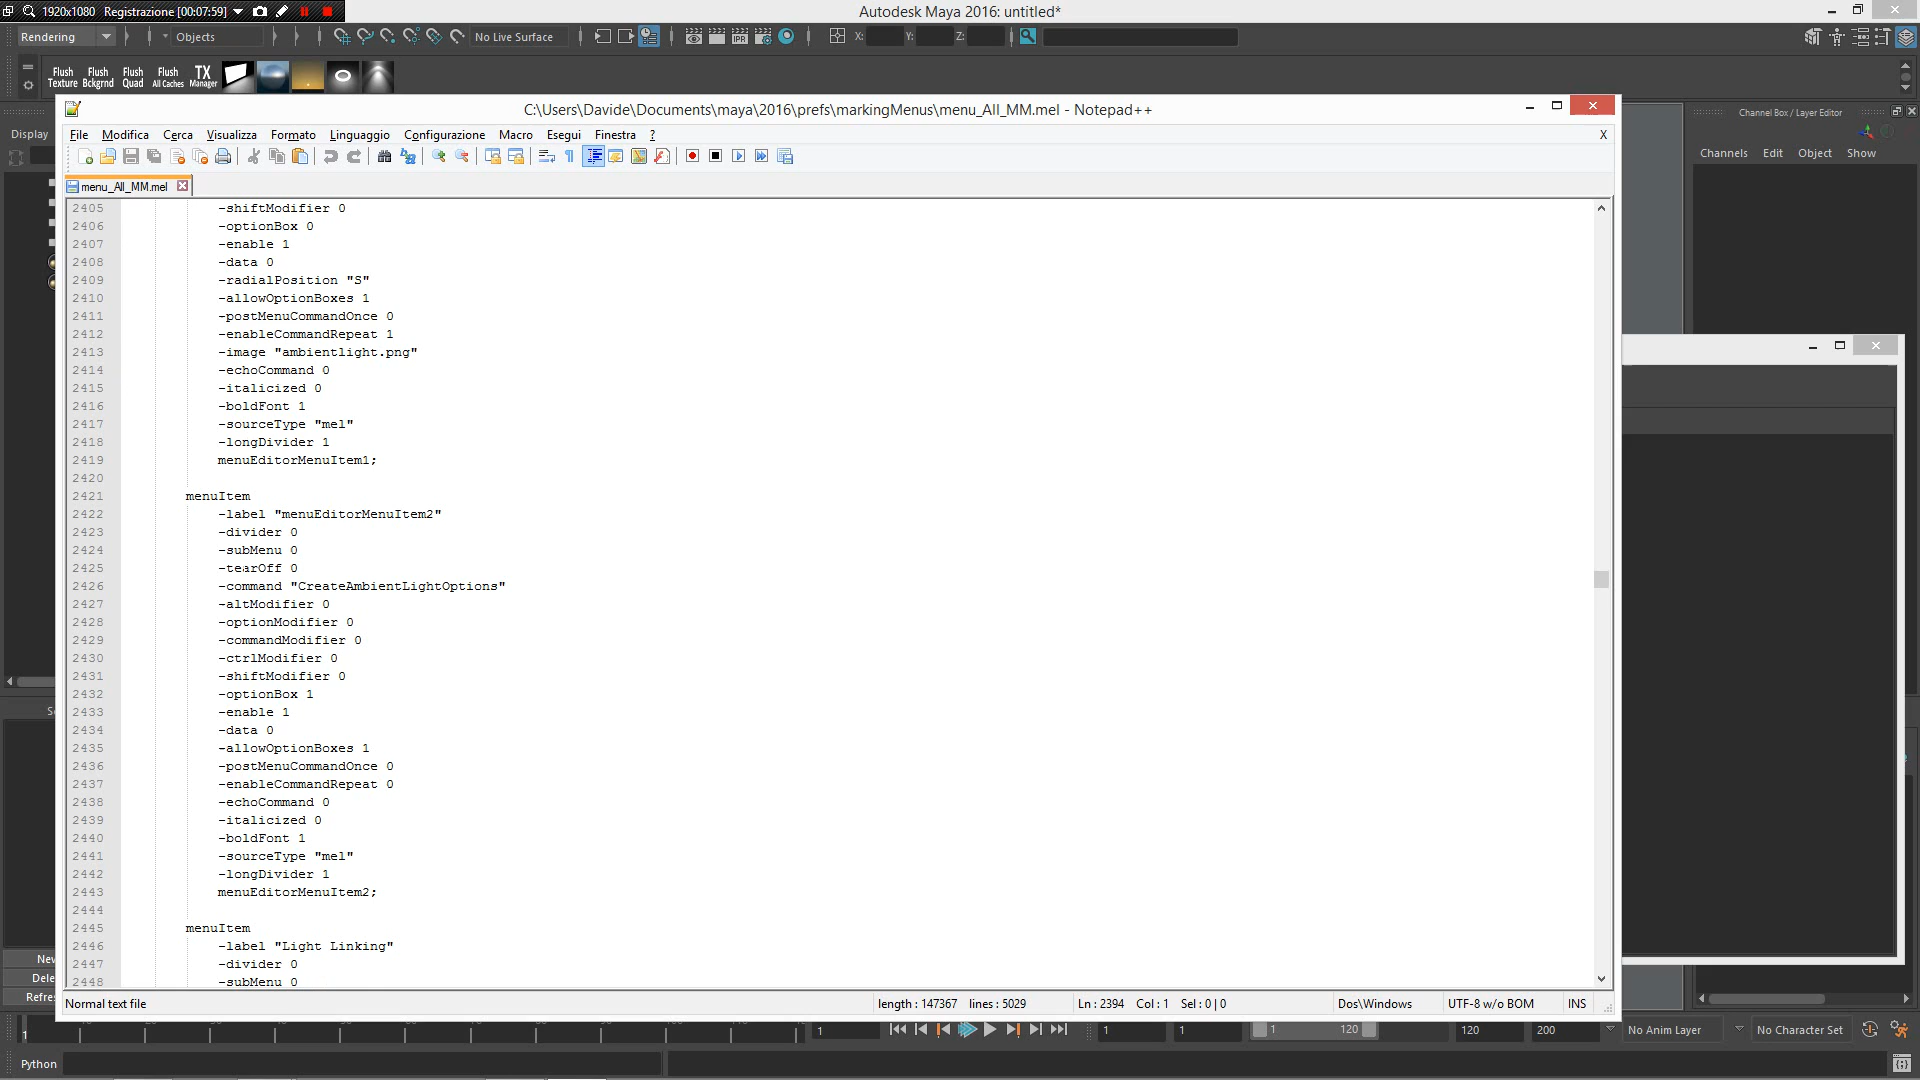 1920x1080 Registrazione [00:07:59]
Autodesk Maya 2016: untitled*
Rendering
Objects
No Live Surface
X:
Y:
Z:
Flush Texture
Flush Bckgrnd
Flush Quad
Flush All Caches
TX Manager
C:\Users\Davide\Documents\maya\2016\prefs\markingMenus\menu_All_MM.mel - Notepad++
Channel Box / Layer Editor
Display
File Modifica Cerca Visualizza Formato Linguaggio Configurazione Macro Esegui Finestra ? X
Channels Edit Object Show
menu_All_MM.mel
2405 -shiftModifier 0
2406 -optionBox 0
2407 -enable 1
2408 -data 0
2409 -radialPosition "S"
2410 -allowOptionBoxes 1
2411 -postMenuCommandOnce 0
2412 -enableCommandRepeat 1
2413 -image "ambientlight.png"
2414 -echoCommand 0
2415 -italicized 0
2416 -boldFont 1
2417 -sourceType "mel"
2418 -longDivider 1
2419 menuEditorMenuItem1;
2420
2421 menuItem
2422 -label "menuEditorMenuItem2"
2423 -divider 0
2424 -subMenu 0
2425 -tearOff 0
2426 -command "CreateAmbientLightOptions"
2427 -altModifier 0
2428 -optionModifier 0
2429 -commandModifier 0
2430 -ctrlModifier 0
2431 -shiftModifier 0
2432 -optionBox 1
2433 -enable 1
2434 -data 0
2435 -allowOptionBoxes 1
2436 -postMenuCommandOnce 0
2437 -enableCommandRepeat 0
2438 -echoCommand 0
2439 -italicized 0
2440 -boldFont 1
2441 -sourceType "mel"
2442 -longDivider 1
2443 menuEditorMenuItem2;
2444
2445 menuItem
2446 -label "Light Linking"
2447 -divider 0
2448 -subMenu 0
New
Dele
Refre
Normal text file
length : 147367 lines : 5029
Ln : 2394 Col : 1 Sel : 0 | 0
Dos\Windows
UTF-8 w/o BOM
INS
1
1
1
1
1
120
120
200
No Anim Layer
No Character Set
Python